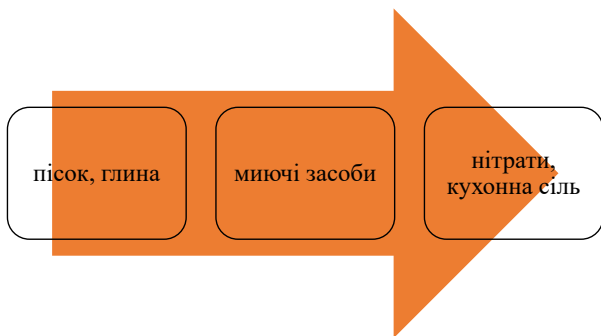 пісок, глина
миючі засоби
нітрати,
кухонна сіль